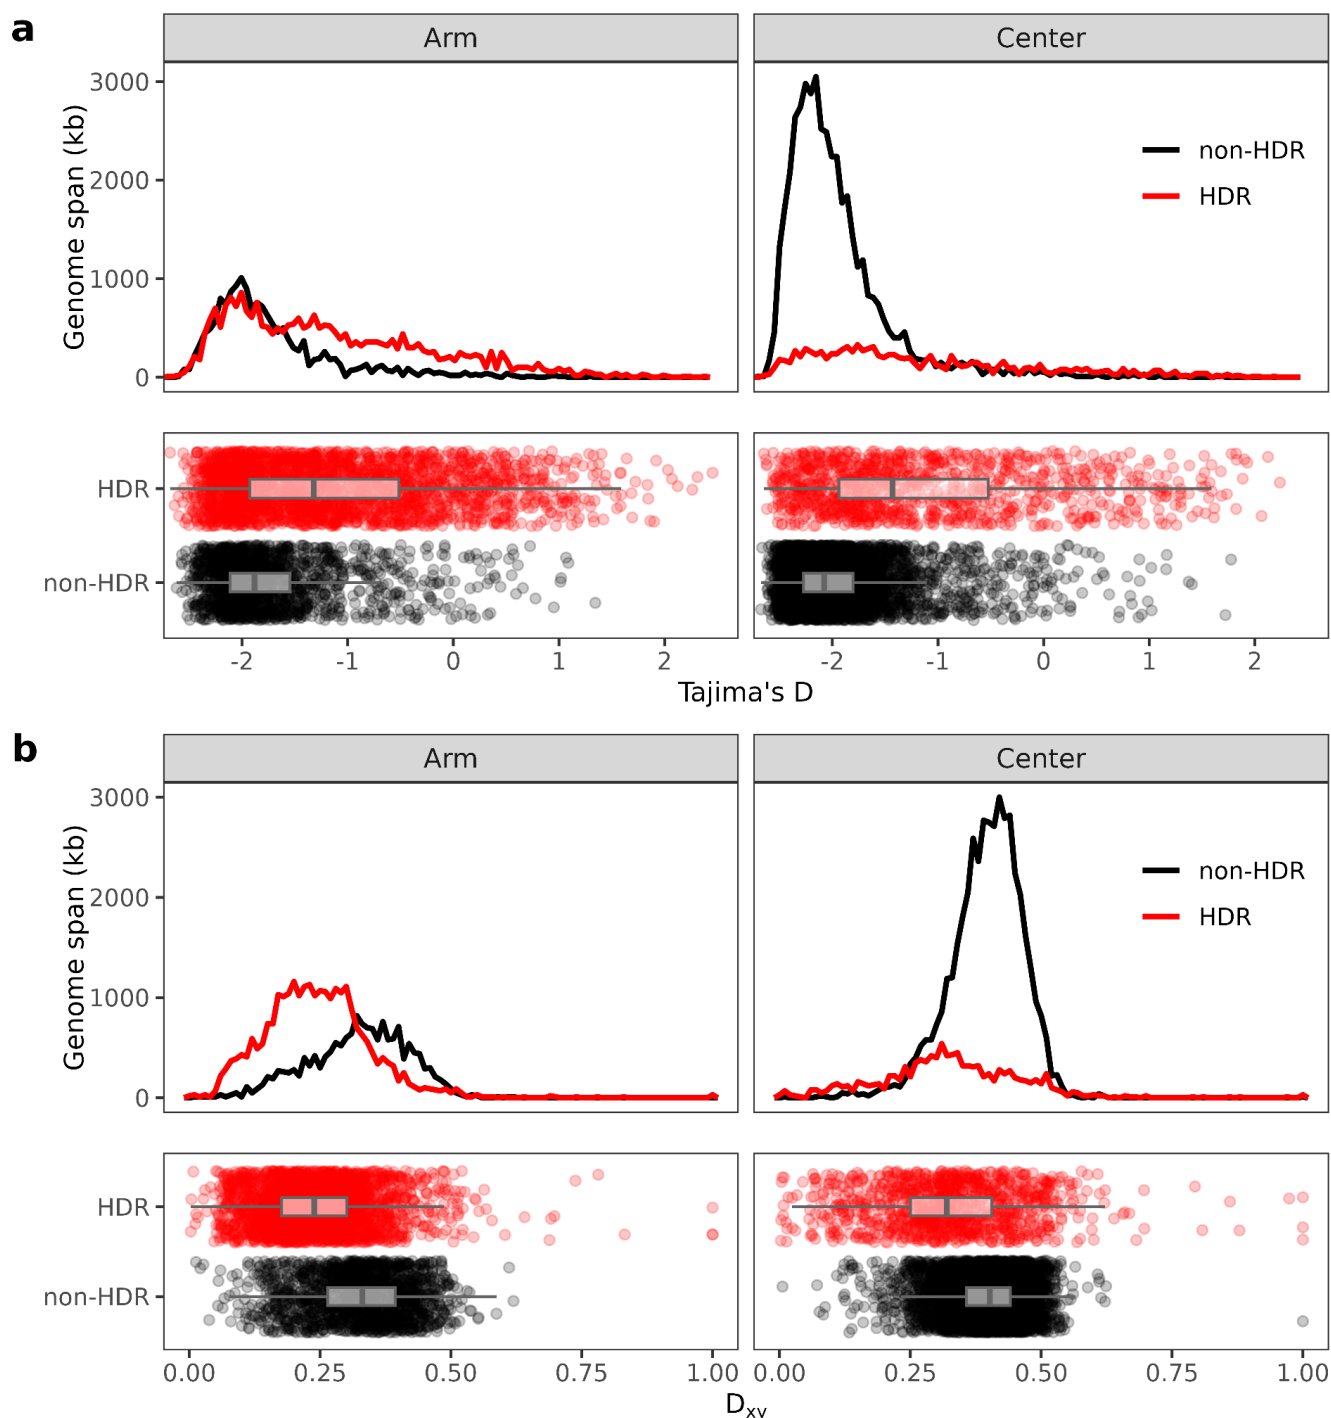 a
Arm Center
Genome span (kb)
3000
2000
1000
0
non-HDR
HDR
HDR
non-HDR
-2 -1 0 1 2 -2 -1 0 1 2
Tajima's D
b
Arm Center
Genome span (kb)
3000
2000
1000
0
non-HDR
HDR
HDR
non-HDR
0.00 0.25 0.50 0.75 1.00 0.00 0.25 0.50 0.75 1.00
Dxy